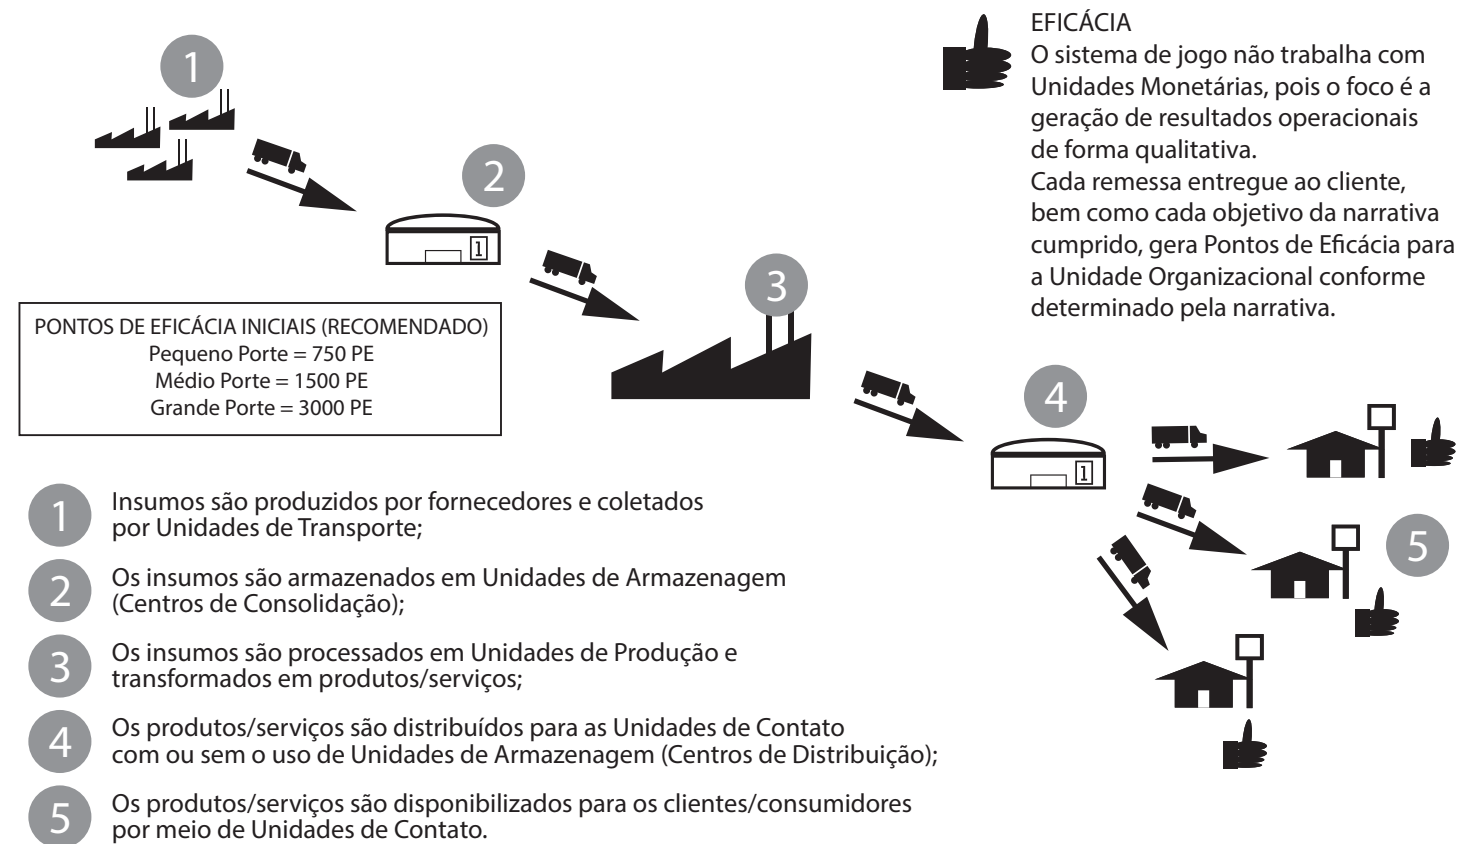 EFICÁCIA
O sistema de jogo não trabalha com
Unidades Monetárias, pois o foco é a
geração de resultados operacionais
de forma qualitativa.
Cada remessa entregue ao cliente,
bem como cada objetivo da narrativa
cumprido, gera Pontos de Eficácia para
a Unidade Organizacional conforme
determinado pela narrativa.
1
2
1
3
4
1
5
PONTOS DE EFICÁCIA INICIAIS (RECOMENDADO)
Pequeno Porte = 750 PE
Médio Porte = 1500 PE
Grande Porte = 3000 PE
1
Insumos são produzidos por fornecedores e coletados
por Unidades de Transporte;
2
Os insumos são armazenados em Unidades de Armazenagem
(Centros de Consolidação);
3
Os insumos são processados em Unidades de Produção e
transformados em produtos/serviços;
4
Os produtos/serviços são distribuídos para as Unidades de Contato
com ou sem o uso de Unidades de Armazenagem (Centros de Distribuição);
5
Os produtos/serviços são disponibilizados para os clientes/consumidores
por meio de Unidades de Contato.